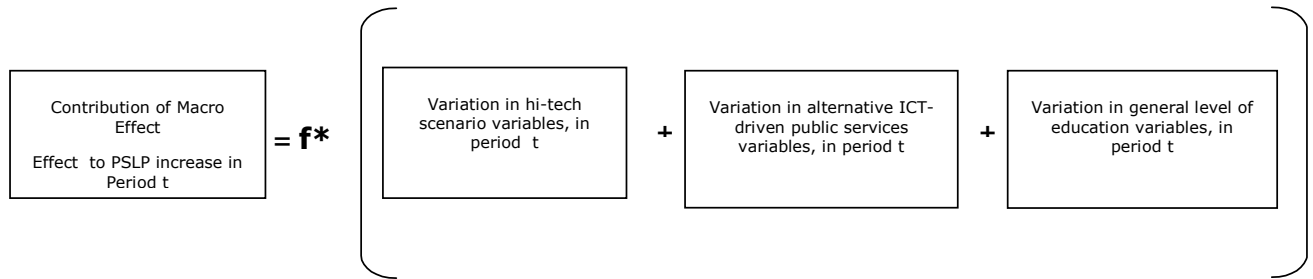 Contribution of Macro
Effect
Effect to PSLP increase in
Period t
= f*
Variation in hi-tech
scenario variables, in
period t
+
Variation in alternative ICT-
driven public services
variables, in period t
+
Variation in general level of
education variables, in
period t